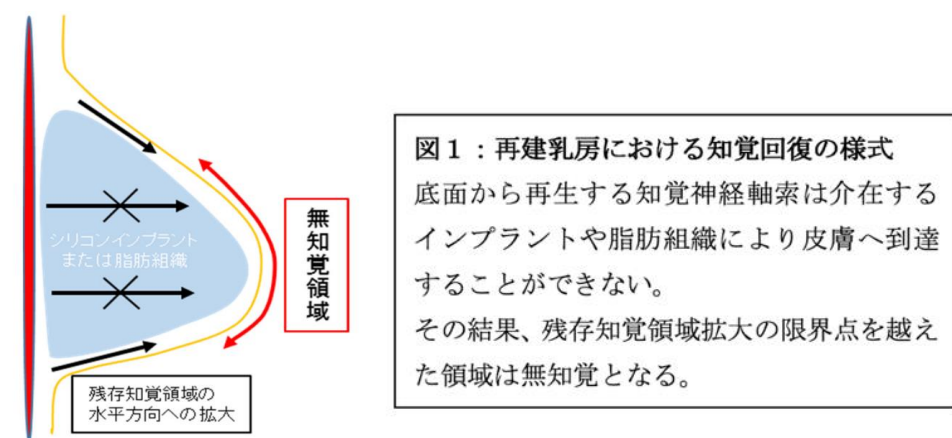 シリコンインプラント
または脂肪組織
無知覚領域
残存知覚領域の
水平方向への拡大
図１：再建乳房における知覚回復の様式
底面から再生する知覚神経軸索は介在する
インプラントや脂肪組織により皮膚へ到達
することができない。
その結果、残存知覚領域拡大の限界点を越え
た領域は無知覚となる。